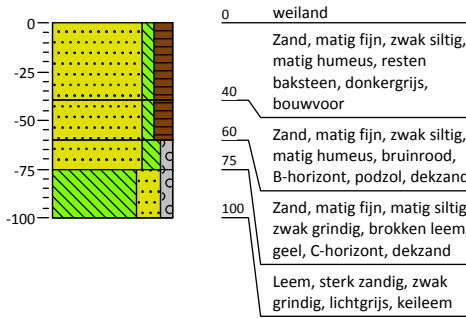 0
-25
-50
-75
-100
0 weiland
Zand, matig fijn, zwak siltig,
matig humeus, resten
baksteen, donkergrijs,
bouwvoor
40
Zand, matig fijn, zwak siltig,
matig humeus, bruinrood,
B-horizont, podzol, dekzand
60
Zand, matig fijn, matig siltig
zwak grindig, brokken leem,
geel, C-horizont, dekzand
75
Leem, sterk zandig, zwak
grindig, lichtgrijs, keileem
100